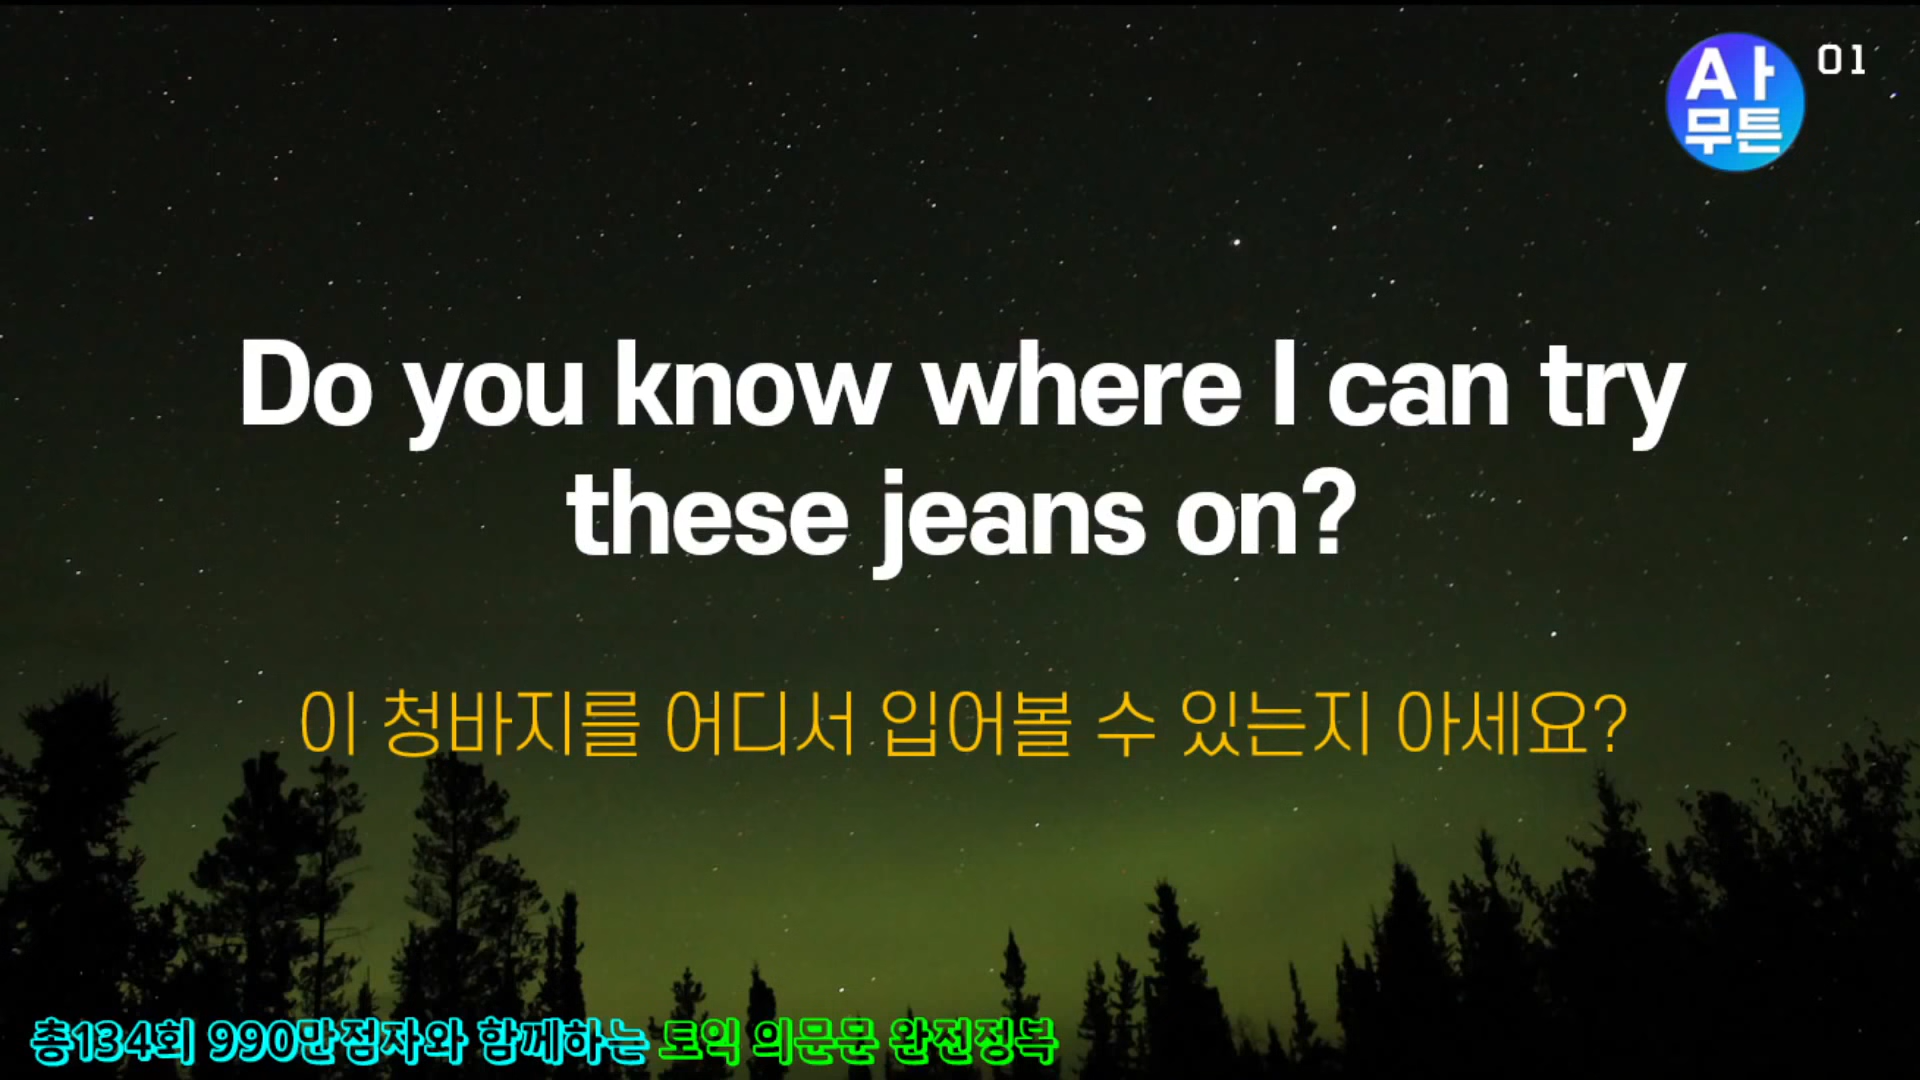 A아
무튼
01
Do you know where I can try
these jeans on?
이 청바지를 어디서 입어볼 수 있는지 아세요?
총134회 990만점자와 함께하는 토익 의문문 완전정복